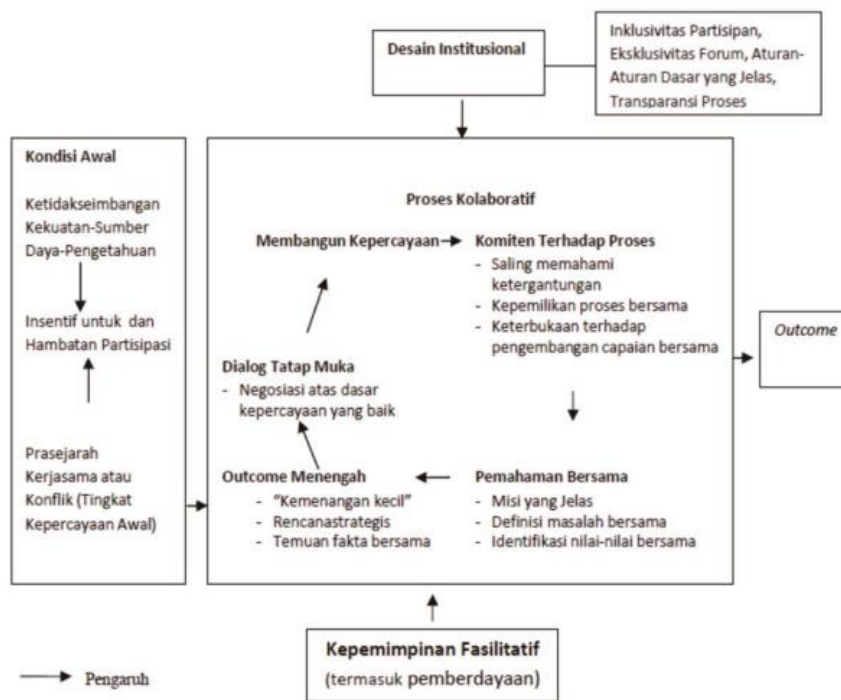 Desain Institusional
Inklusivitas Partisipan,
Eksklusivitas Forum, Aturan-
Aturan Dasar yang Jelas,
Transparansi Proses
Kondisi Awal
Ketidakseimbangan
Kekuatan-Sumber
Daya-Pengetahuan
Insentif untuk dan
Hambatan Partisipasi
Prasejarah
Kerjasama atau
Konflik (Tingkat
Kepercayaan Awal)
Proses Kolaboratif
Membangun Kepercayaan
Komiten Terhadap Proses
- Saling memahami
ketergantungan
- Kepemilikan proses bersama
- Keterbukaan terhadap
pengembangan capaian bersama
Dialog Tatap Muka
- Negosiasi atas dasar
kepercayaan yang baik
Outcome Menengah
- "Kemenangan kecil"
- Rencanastrategis
- Temuan fakta bersama
Pemahaman Bersama
- Misi yang Jelas
- Definisi masalah bersama
- Identifikasi nilai-nilai bersama
Outcome
Kepemimpinan Fasilitatif
(termasuk pemberdayaan)
Pengaruh